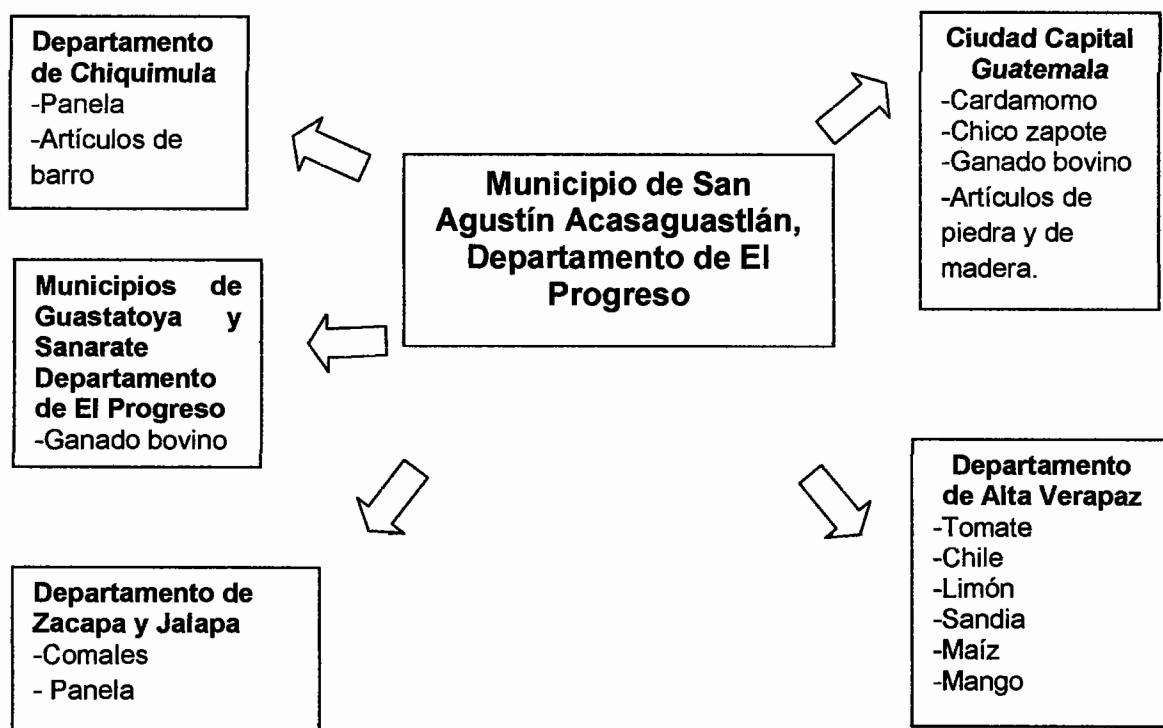 Departamento
de Chiquimula
-Panela
-Artículos de
barro
Ciudad Capital
Guatemala
-Cardamomo
-Chico zapote
-Ganado bovino
-Artículos de
piedra y de
madera.
Municipio de San
Agustín Acasaguastlán,
Departamento de El
Progreso
Municipios de
Guastatoya y
Sanarate
Departamento
de El Progreso
-Ganado bovino
Departamento de
Zacapa y Jalapa
-Comales
- Panela
Departamento
de Alta Verapaz
-Tomate
-Chile
-Limón
-Sandia
-Maíz
-Mango